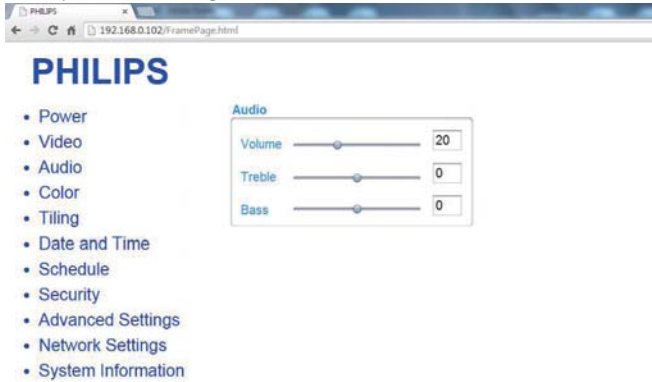 PHILIPS
192.168.0.102/FramePage.html
PHILIPS
• Power
• Video
• Audio
• Color
• Tiling
• Date and Time
• Schedule
• Security
• Advanced Settings
• Network Settings
• System Information
Audio
Volume 20
Treble 0
Bass 0